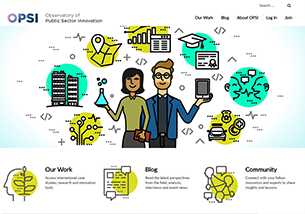 Search ...
OPSI
Observatory of
Public Sector Innovation
Our Work Blog About OPSI Log In Join
Our Work
Access international case
studies, research and innovation
tools.
Blog
Read the latest perspectives
from the field, analysis,
interviews and event news
Community
Connect with your fellow
innovators and experts to share
insights and lessons.